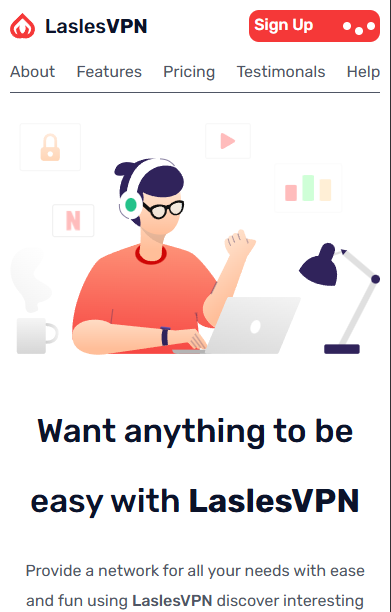 LaslesVPN
Sign Up
About Features Pricing Testimonals Help
N
Want anything to be
easy with LaslesVPN
Provide a network for all your needs with ease
and fun using LaslesVPN discover interesting